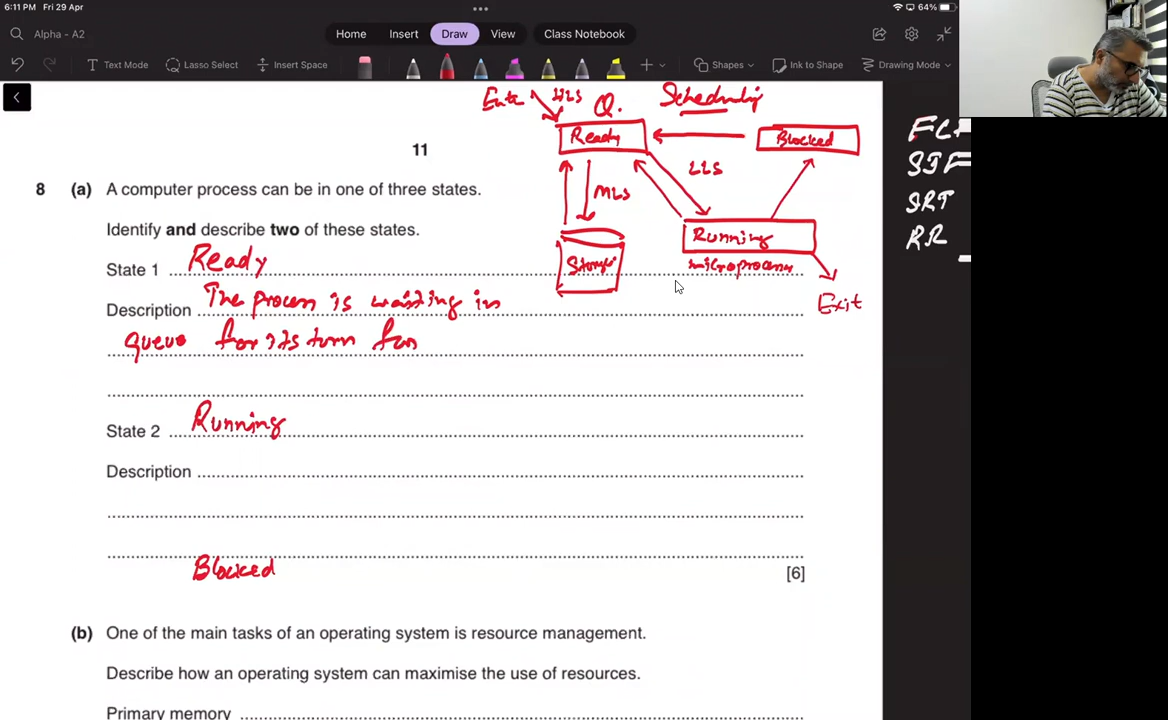 6:11 PM Fri 29 Apr
64%
Alpha - A2
Home Insert Draw View Class Notebook
Text Mode Lasso Select Insert Space Shapes Ink to Shape Drawing Mode
HLS Q. Scheduling
Ready Blocked
FC
SJF
SRT
RR
LLS
MLS
Running
microprocessor
Exit
11
8 (a) A computer process can be in one of three states.
Identify and describe two of these states.
State 1 Ready
Description The process is waiting in
queue for its turn for
State 2 Running
Description
Blocked
[6]
(b) One of the main tasks of an operating system is resource management.
Describe how an operating system can maximise the use of resources.
Primary memory